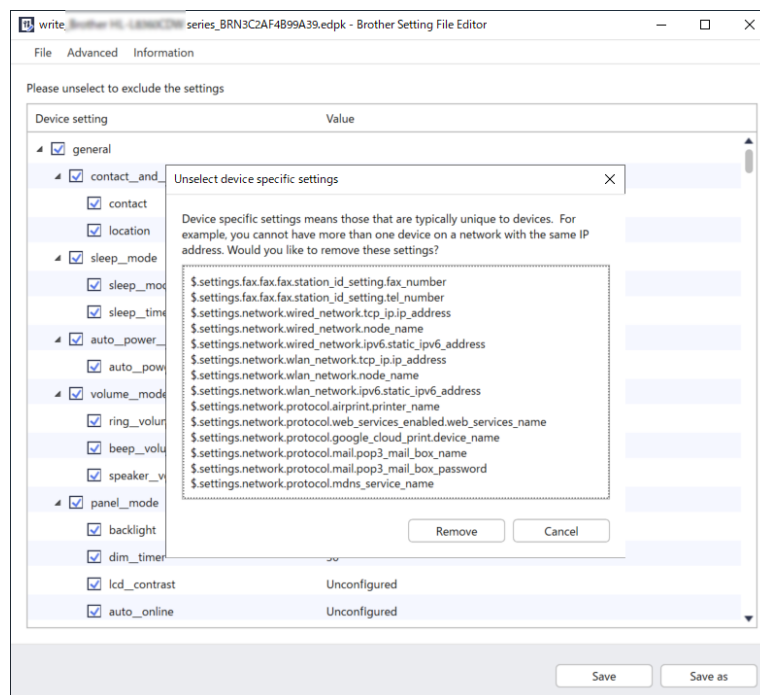 write_ series_BRN3C2AF4B99A39.edpk - Brother Setting File Editor
File Advanced Information
Please unselect to exclude the settings
Device setting Value
general
contact_and_
contact
location
sleep_mode
sleep_mod
sleep_time
auto_power_
auto_pow
volume_mode
ring_volum
beep_volu
speaker_v
panel_mode
backlight
dim_timer
lcd_contrast Unconfigured
auto_online Unconfigured
Unselect device specific settings
Device specific settings means those that are typically unique to devices. For
example, you cannot have more than one device on a network with the same IP
address. Would you like to remove these settings?
$.settings.fax.fax.fax.station_id_setting.fax_number
$.settings.fax.fax.fax.station_id_setting.tel_number
$.settings.network.wired_network.tcp_ip.ip_address
$.settings.network.wired_network.node_name
$.settings.network.wired_network.ipv6.static_ipv6_address
$.settings.network.wlan_network.tcp_ip.ip_address
$.settings.network.wlan_network.node_name
$.settings.network.wlan_network.ipv6.static_ipv6_address
$.settings.network.protocol.airprint.printer_name
$.settings.network.protocol.web_services_enabled.web_services_name
$.settings.network.protocol.google_cloud_print.device_name
$.settings.network.protocol.mail.pop3_mail_box_name
$.settings.network.protocol.mail.pop3_mail_box_password
$.settings.network.protocol.mdns_service_name
Remove Cancel
Save Save as